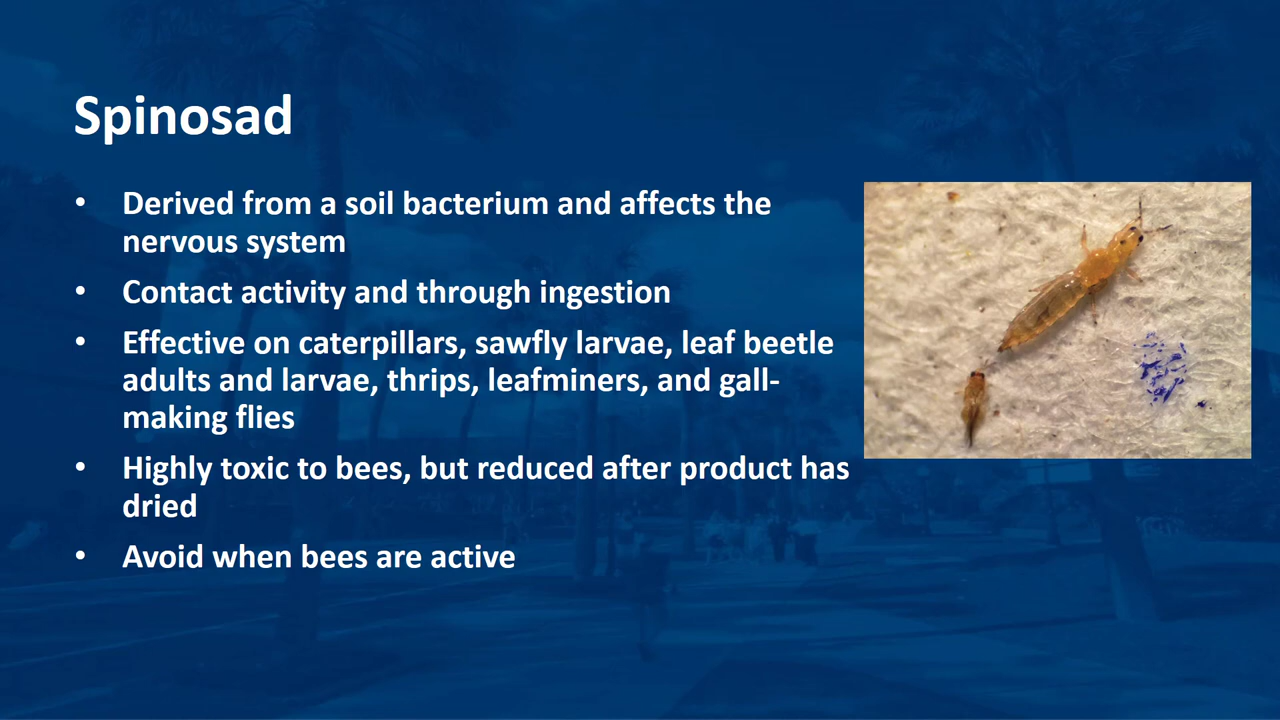 Spinosad
• Derived from a soil bacterium and affects the
nervous system
• Contact activity and through ingestion
• Effective on caterpillars, sawfly larvae, leaf beetle
adults and larvae, thrips, leafminers, and gall-
making flies
• Highly toxic to bees, but reduced after product has
dried
• Avoid when bees are active